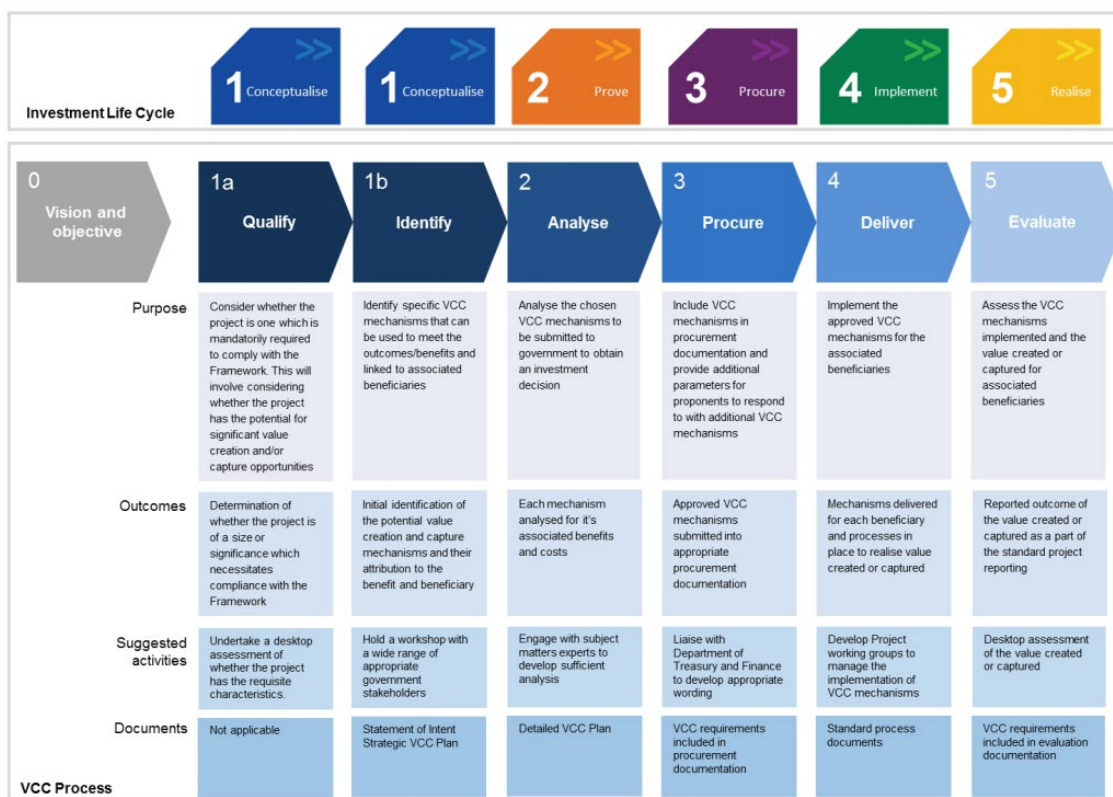 1 Conceptualise
1 Conceptualise
2 Prove
3 Procure
4 Implement
5 Realise
Investment Life Cycle
0
Vision and
objective
1a
Qualify
1b
Identify
2
Analyse
3
Procure
4
Deliver
5
Evaluate
Purpose
Consider whether
the project is one which is
mandatorily required
to comply with the
Framework. This will
involve considering
whether the project
has the potential for
significant value
creation and/or
capture opportunities
Identify specific VCC
mechanisms that can
be used to meet the
outcomes/benefits and
linked to associated
beneficiaries
Analyse the chosen
VCC mechanisms to
be submitted to
government to obtain
an investment
decision
Include VCC
mechanisms in
procurement
documentation and
provide additional
parameters for
proponents to respond
to with additional VCC
mechanisms
Implement the
approved VCC
mechanisms for the
associated
beneficiaries
Assess the VCC
mechanisms
implemented and the
value created or
captured for
associated
beneficiaries
Outcomes
Determination of
whether the project is
of a size or
significance which
necessitates
compliance with the
Framework
Initial identification of
the potential value
creation and capture
mechanisms and their
attribution to the
benefit and beneficiary
Each mechanism
analysed for it's
associated benefits
and costs
Approved VCC
mechanisms
submitted into
appropriate
procurement
documentation
Mechanisms delivered
for each beneficiary
and processes in
place to realise value
created or captured
Reported outcome of
the value created or
captured as a part of
the standard project
reporting
Suggested
activities
Undertake a desktop
assessment of
whether the project
has the requisite
characteristics.
Hold a workshop with
a wide range of
appropriate
government
stakeholders
Engage with subject
matters experts to
develop sufficient
analysis
Liaise with
Department of
Treasury and Finance
to develop appropriate
wording
Develop Project
working groups to
manage the
implementation of
VCC mechanisms
Desktop assessment
of the value created
or captured
Documents
Not applicable
Statement of Intent
Strategic VCC Plan
Detailed VCC Plan
VCC requirements
included in
procurement
documentation
Standard process
documents
VCC requirements
included in evaluation
documentation
VCC Process